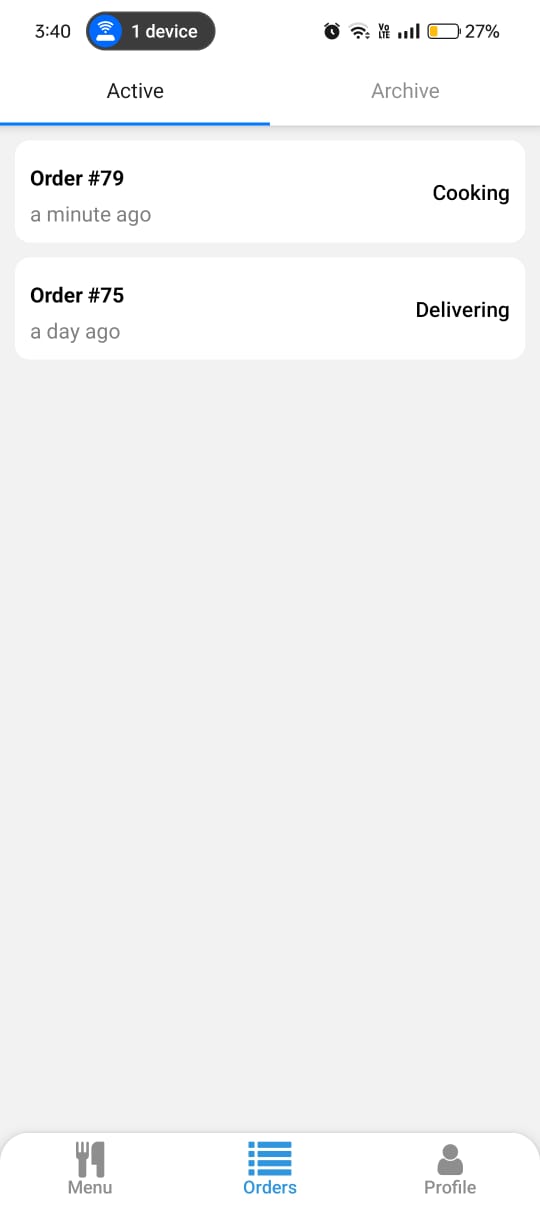 3:40 1 device Vo LTE 27%
Active Archive
Order #79
a minute ago
Cooking
Order #75
a day ago
Delivering
Menu Orders Profile